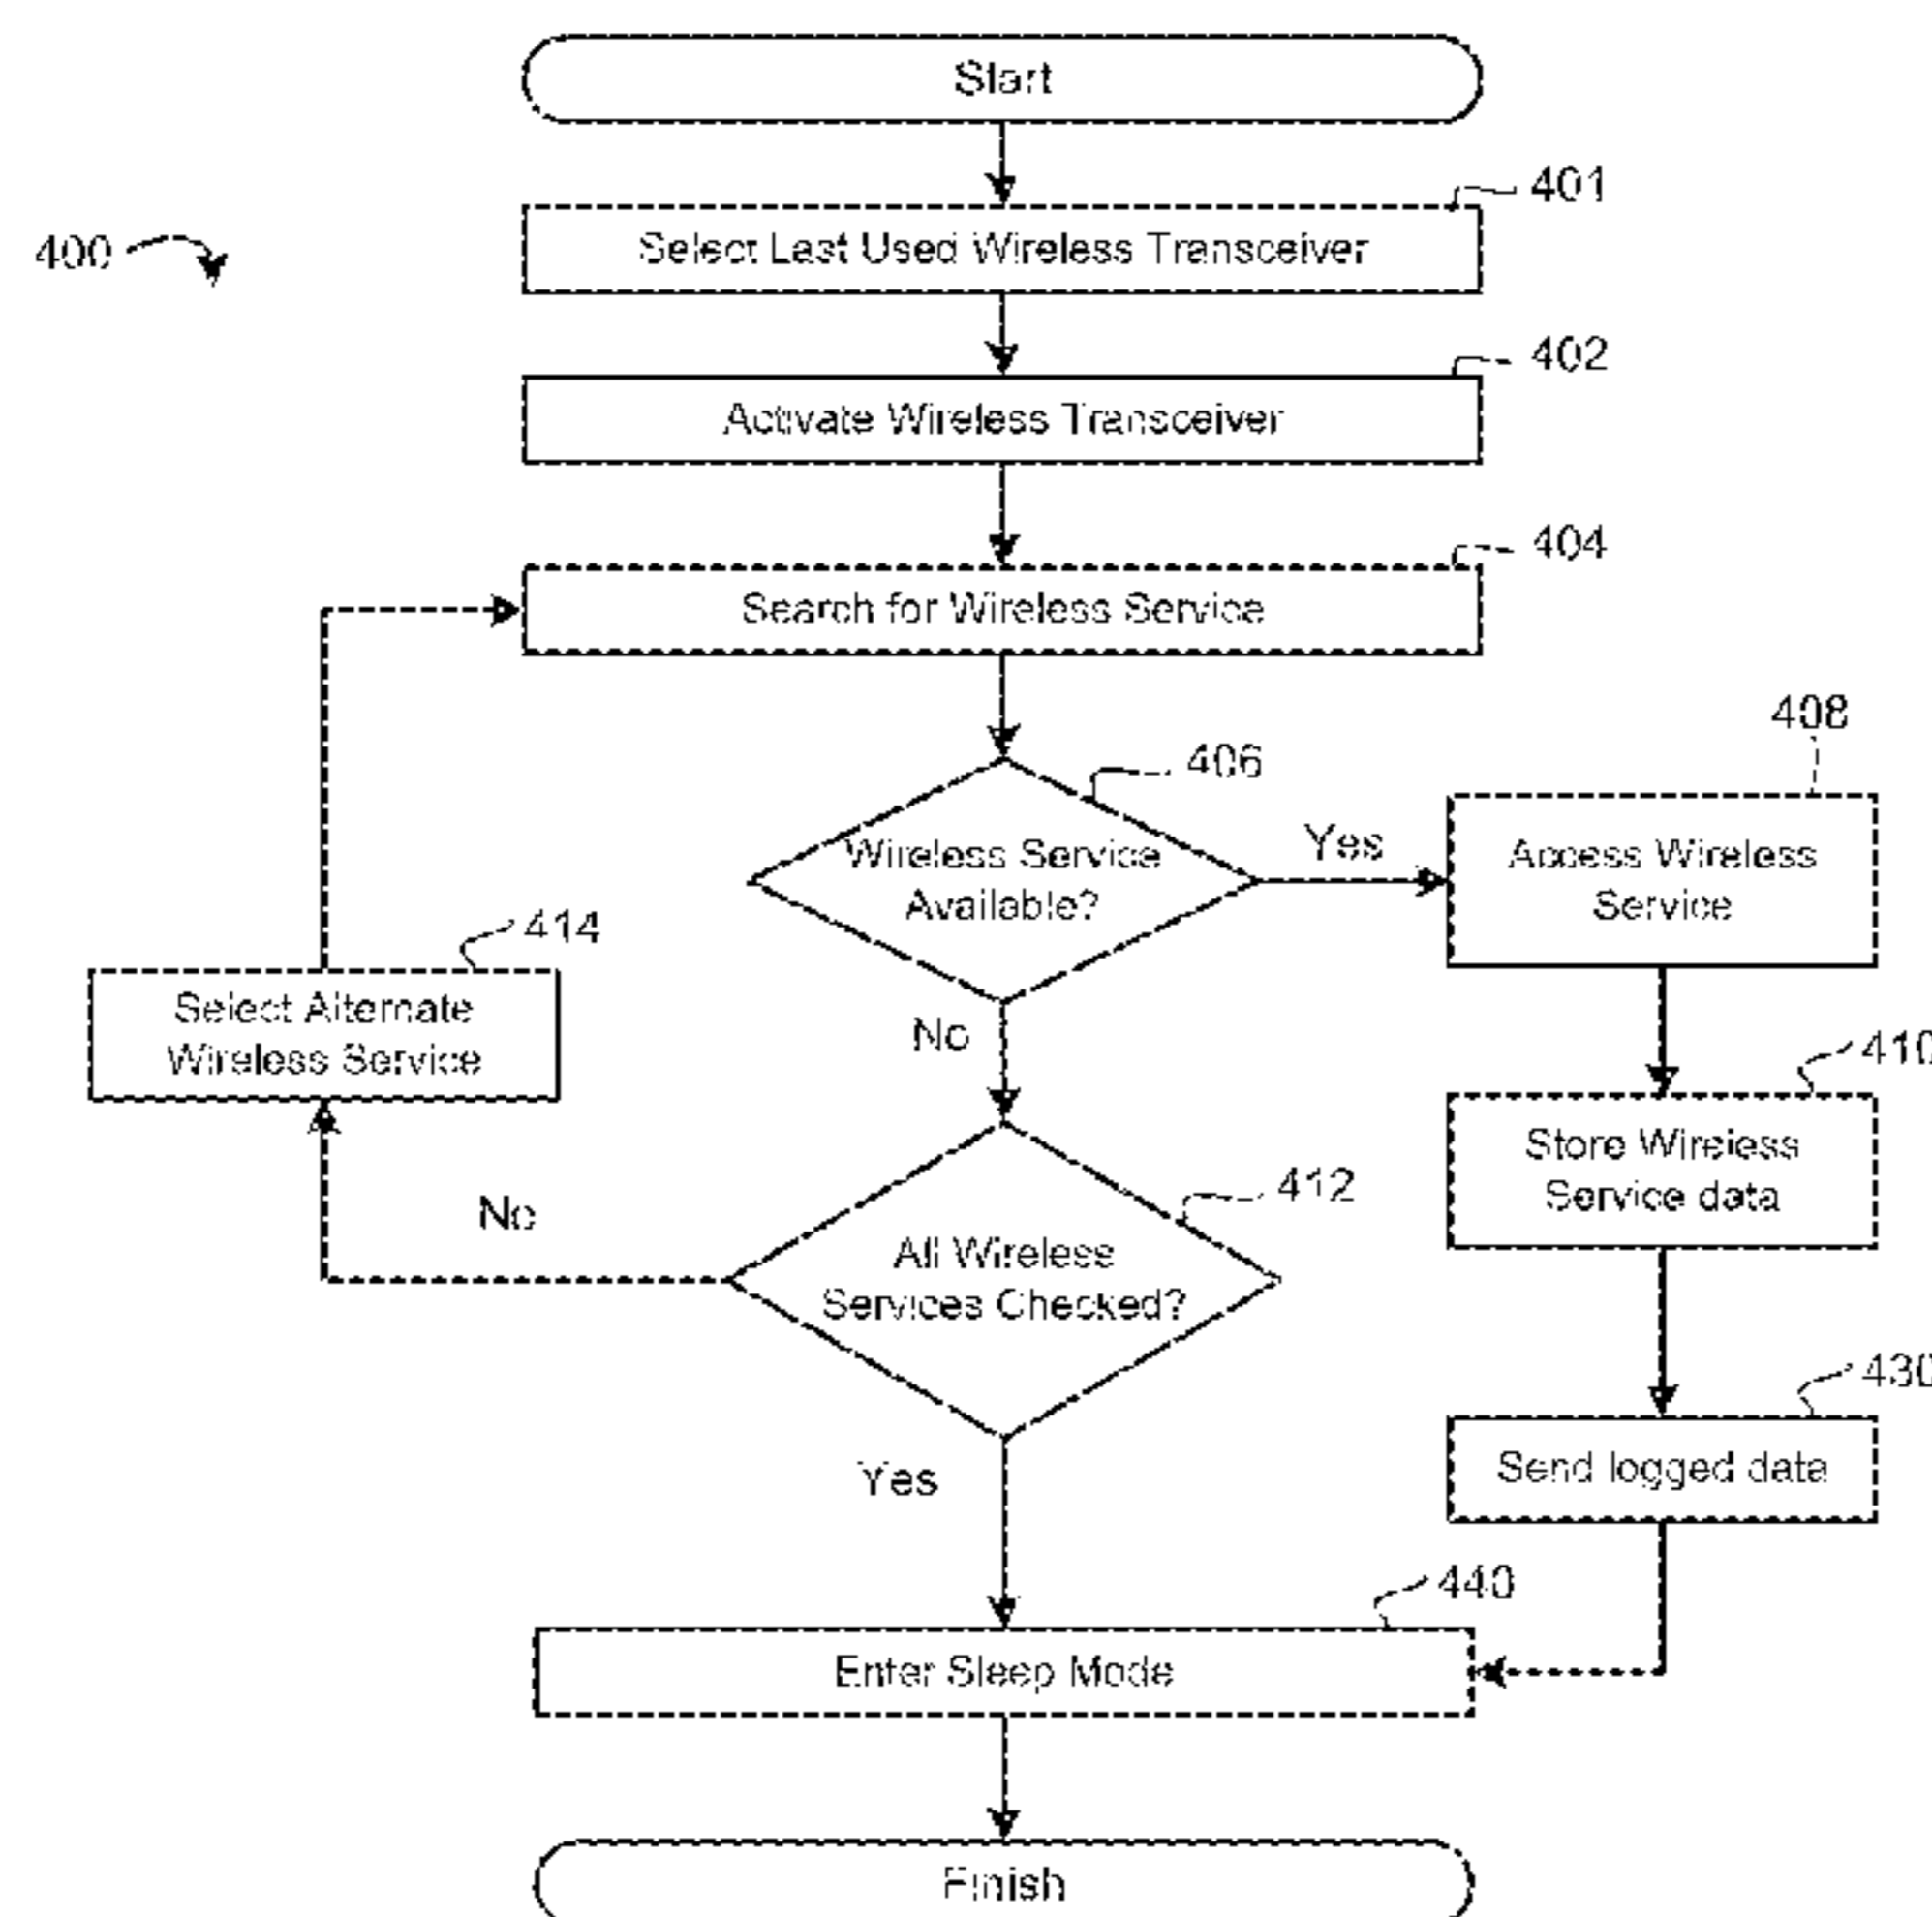 Start
401
400
Select Last Used Wireless Transceiver
402
Activate Wireless Transceiver
404
Search for Wireless Service
408
406
Wireless Service
Available?
Yes
Access Wireless
Service
414
Select Alternate
Wireless Service
No
410
Store Wireless
Service data
412
No
All Wireless
Services Checked?
430
Yes
Send logged data
440
Enter Sleep Mode
Finish